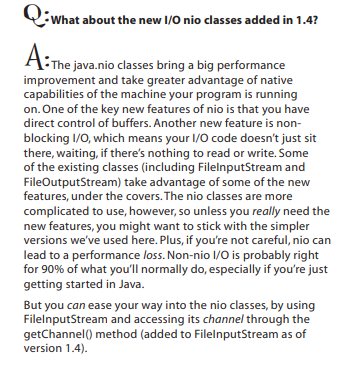 Q: What about the new I/O nio classes added in 1.4?
A: The java.nio classes bring a big performance
improvement and take greater advantage of native
capabilities of the machine your program is running
on. One of the key new features of nio is that you have
direct control of buffers. Another new feature is non-
blocking I/O, which means your I/O code doesn't just sit
there, waiting, if there's nothing to read or write. Some
of the existing classes (including FileInputStream and
FileOutputStream) take advantage of some of the new
features, under the covers. The nio classes are more
complicated to use, however, so unless you really need the
new features, you might want to stick with the simpler
versions we've used here. Plus, if you're not careful, nio can
lead to a performance loss. Non-nio I/O is probably right
for 90% of what you'll normally do, especially if you're just
getting started in Java.
But you can ease your way into the nio classes, by using
FileInputStream and accessing its channel through the
getChannel() method (added to FileInputStream as of
version 1.4).